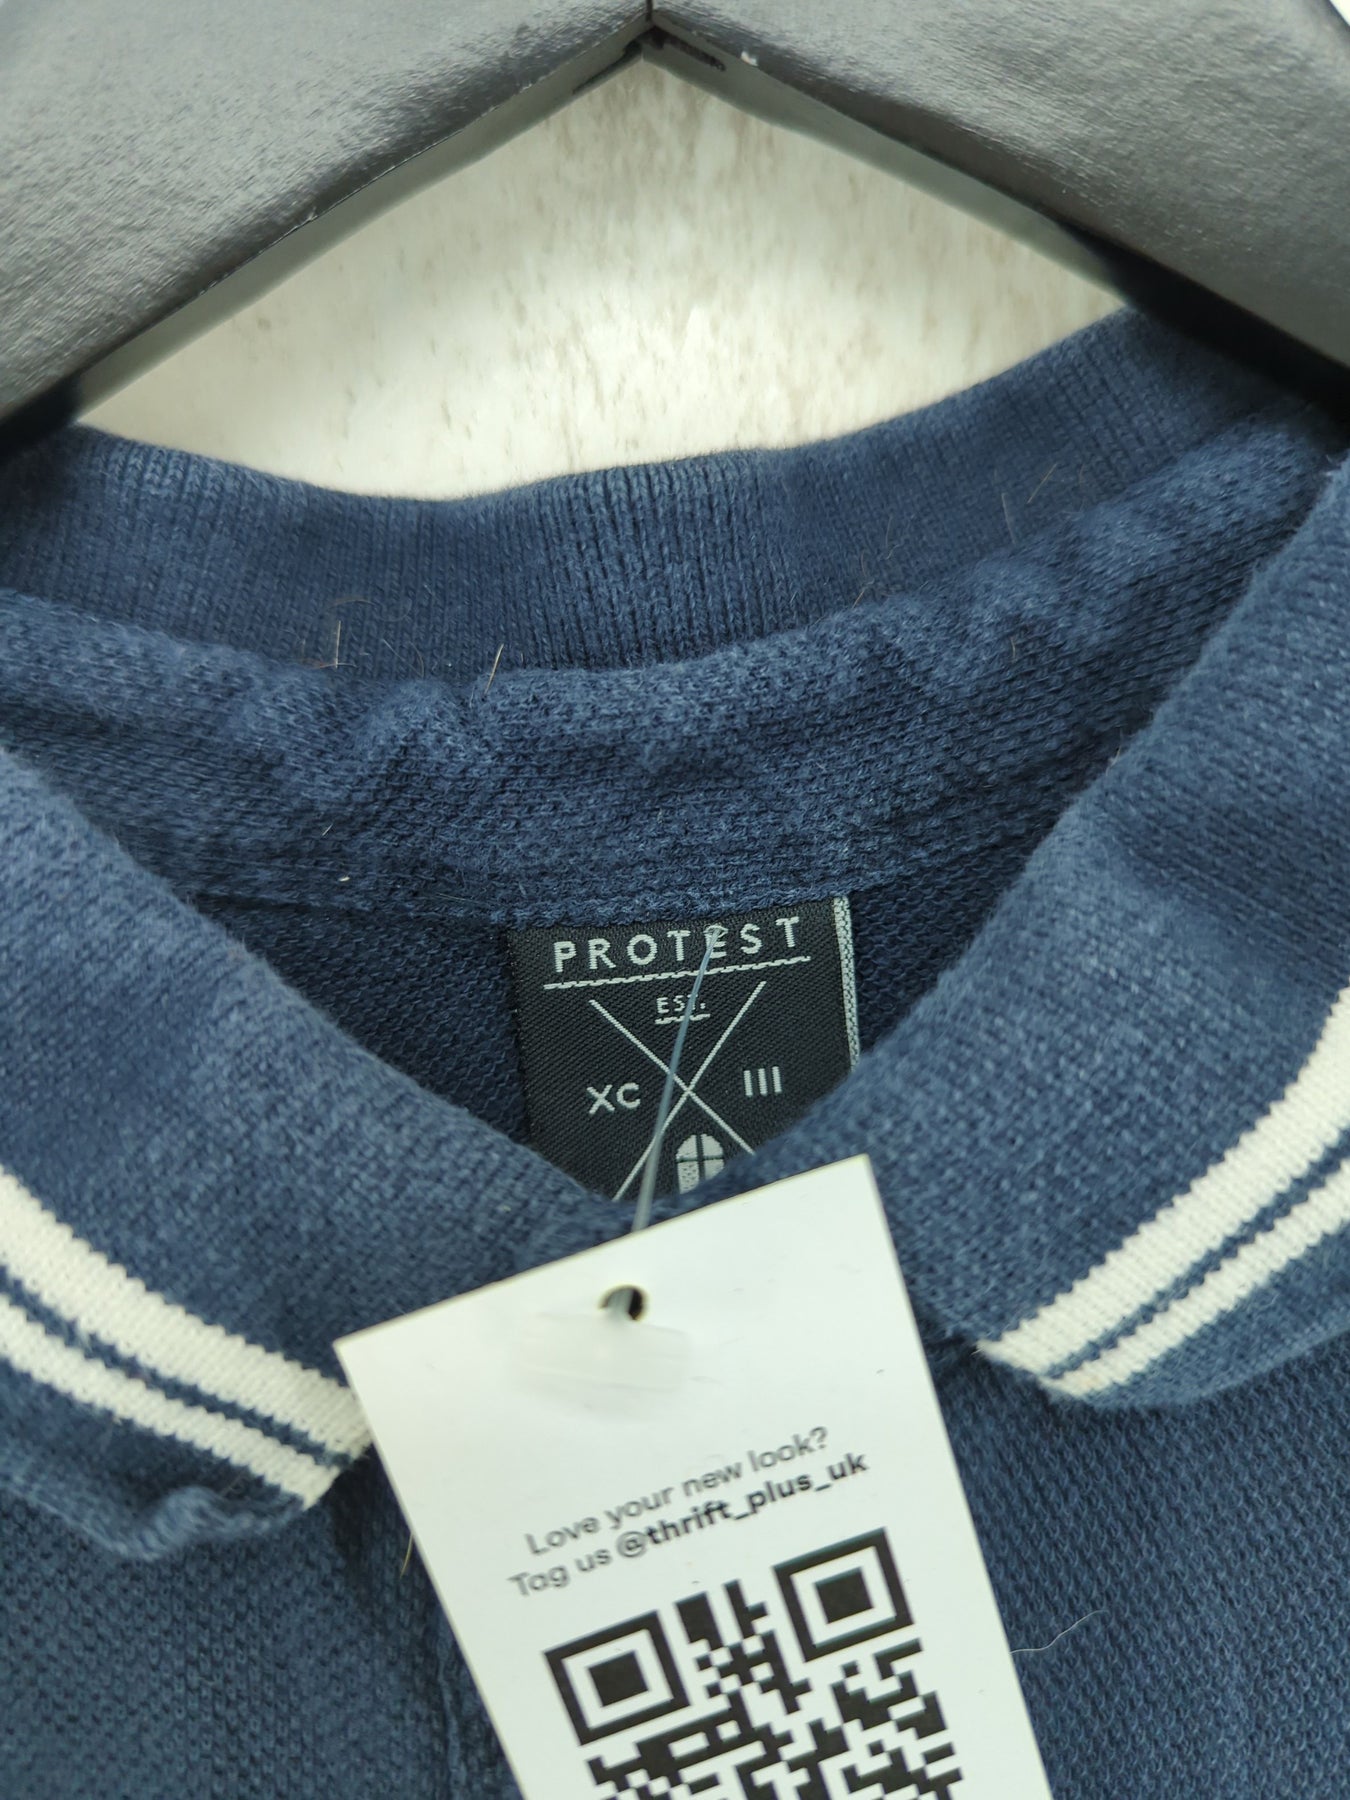 PROTEST
EST.
XC III
Love your new look?
Tag us @thrift_plus_uk